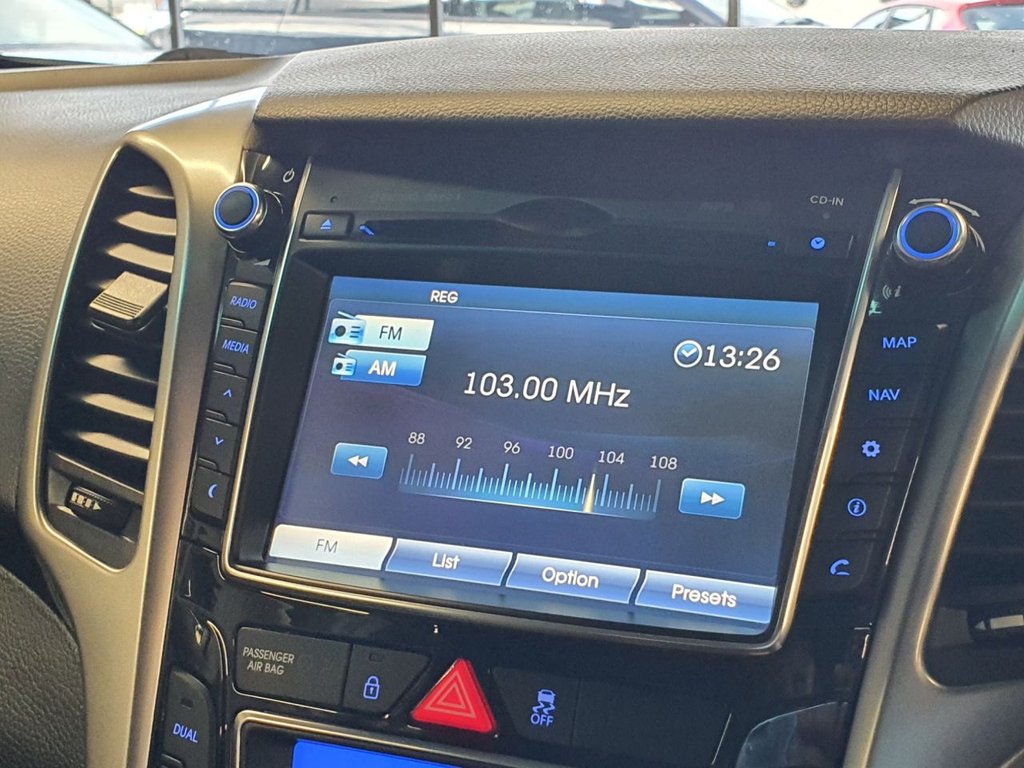 CD-IN
RADIO
MEDIA
REG
FM
AM
13:26
103.00 MHz
88 92 96 100 104 108
FM List Option Presets
MAP
NAV
PASSENGER
AIR BAG
OFF
DUAL